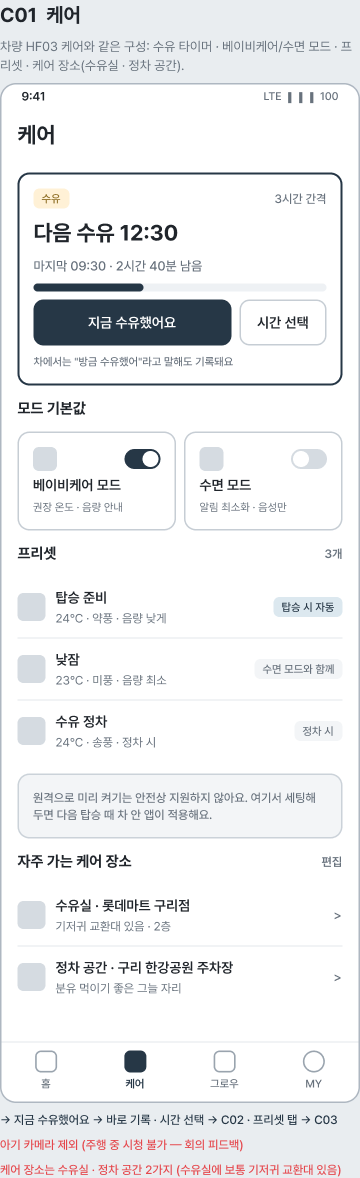 C01 케어
차량 HF03 케어와 같은 구성: 수유 타이머 · 베이비케어/수면 모드 · 프
리셋 · 케어 장소(수유실 · 정차 공간).
9:41
LTE ▌▐ ▐ 100
케어
수유
3시간 간격
다음 수유 12:30
마지막 09:30 · 2시간 40분 남음
지금 수유했어요
시간 선택
차에서는 "방금 수유했어"라고 말해도 기록돼요
모드 기본값
베이비케어 모드
권장 온도 · 음량 안내
수면 모드
알림 최소화 · 음성만
프리셋
3개
탑승 준비
24°C · 약풍 · 음량 낮게
탑승 시 자동
낮잠
23°C · 미풍 · 음량 최소
수면 모드와 함께
수유 정차
24°C · 송풍 · 정차 시
정차 시
원격으로 미리 켜기는 안전상 지원하지 않아요. 여기서 세팅해
두면 다음 탑승 때 차 안 앱이 적용해요.
자주 가는 케어 장소
편집
수유실 · 롯데마트 구리점
기저귀 교환대 있음 · 2층
>
정차 공간 · 구리 한강공원 주차장
분유 먹이기 좋은 그늘 자리
>
홈
케어
그로우
MY
→ 지금 수유했어요 → 바로 기록 · 시간 선택 → C02 · 프리셋 탭 → C03
아기 카메라 제외 (주행 중 시청 불가 — 회의 피드백)
케어 장소는 수유실 · 정차 공간 2가지 (수유실에 보통 기저귀 교환대 있음)